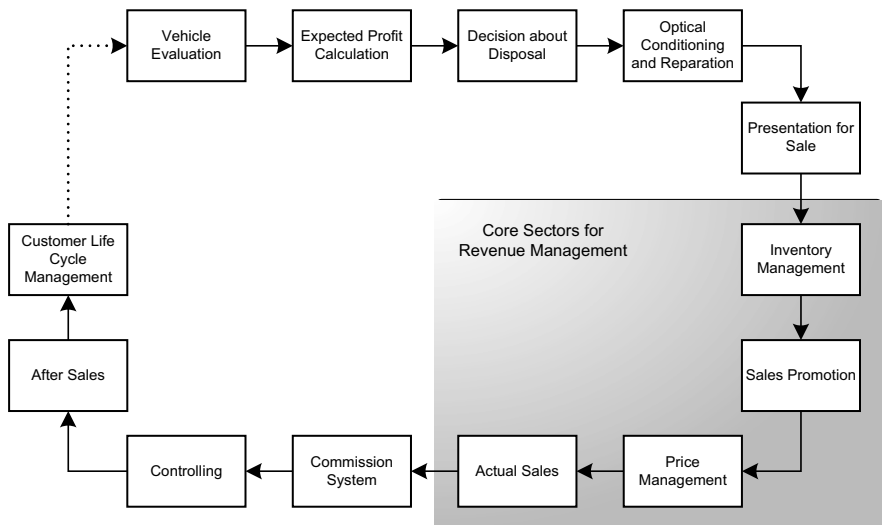 Vehicle
Evaluation
Expected Profit
Calculation
Decision about
Disposal
Optical
Conditioning
and Reparation
Presentation for
Sale
Core Sectors for
Revenue Management
Inventory
Management
Sales Promotion
Price
Management
Actual Sales
Commission
System
Controlling
After Sales
Customer Life
Cycle
Management